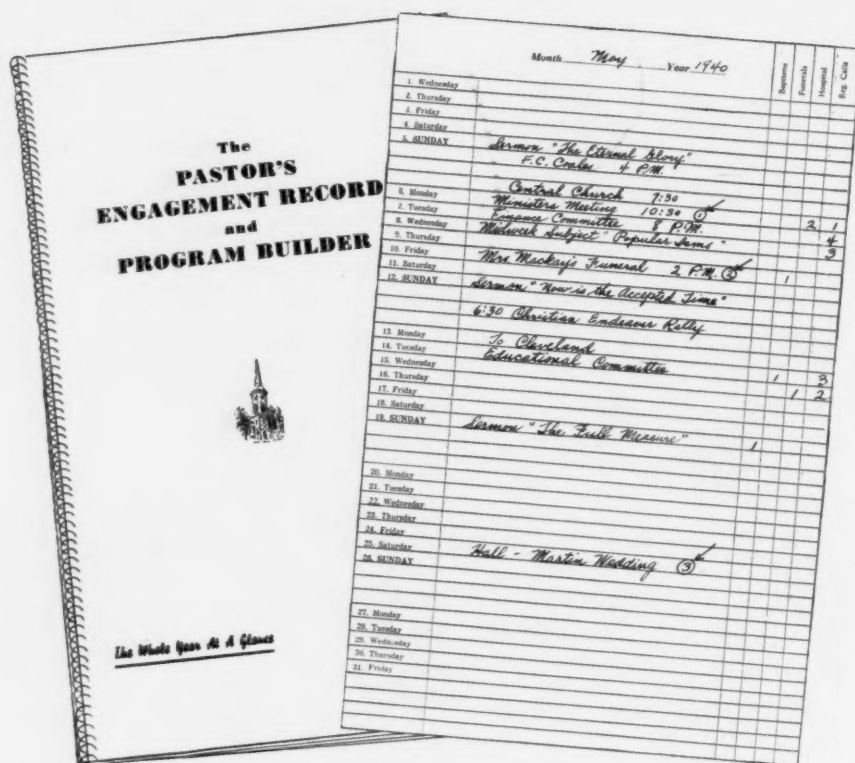 The
PASTOR'S
ENGAGEMENT RECORD
and
PROGRAM BUILDER
The Whole Year At A Glance
Month May Year 1940
Baptisms Funerals Hospital Reg. Calls
1. Wednesday
2. Thursday
3. Friday
4. Saturday
5. SUNDAY Sermon "The Eternal Glory"
F.C. 4 P.M.
Central Church 7:30
6. Monday Ministers Meeting 10:30 1
7. Tuesday Finance Committee 8 P.M. 2 1
8. Wednesday Midweek Subject "Popular " 4
9. Thursday 3
10. Friday Mrs. Mackay's Funeral 2 P.M. 2
11. Saturday 1
12. SUNDAY Sermon "Now is the Accepted Time"
6:30 Christian Endeavor Rally
13. Monday To Cleveland
14. Tuesday Educational Committee
15. Wednesday 1 3
16. Thursday 1 2
17. Friday
18. Saturday
19. SUNDAY Sermon "The Full Measure" 1
20. Monday
21. Tuesday
22. Wednesday
23. Thursday
24. Friday
25. Saturday Hall - Martin Wedding 3
26. SUNDAY
27. Monday
28. Tuesday
29. Wednesday
30. Thursday
31. Friday